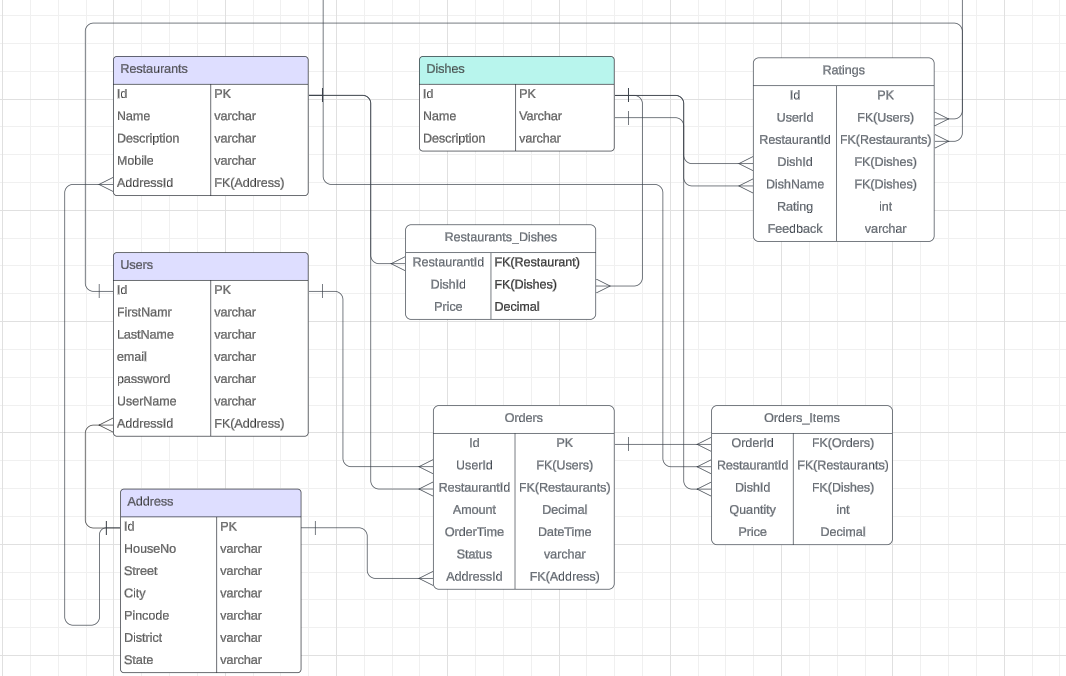 Restaurants
Id PK
Name varchar
Description varchar
Mobile varchar
AddressId FK(Address)
Dishes
Id PK
Name Varchar
Description varchar
Ratings
Id PK
UserId FK(Users)
RestaurantId FK(Restaurants)
DishId FK(Dishes)
DishName FK(Dishes)
Rating int
Feedback varchar
Restaurants_Dishes
RestaurantId FK(Restaurant)
DishId FK(Dishes)
Price Decimal
Users
Id PK
FirstNamr varchar
LastName varchar
email varchar
password varchar
UserName varchar
AddressId FK(Address)
Orders
Id PK
UserId FK(Users)
RestaurantId FK(Restaurants)
Amount Decimal
OrderTime DateTime
Status varchar
AddressId FK(Address)
Orders_Items
OrderId FK(Orders)
RestaurantId FK(Restaurants)
DishId FK(Dishes)
Quantity int
Price Decimal
Address
Id PK
HouseNo varchar
Street varchar
City varchar
Pincode varchar
District varchar
State varchar